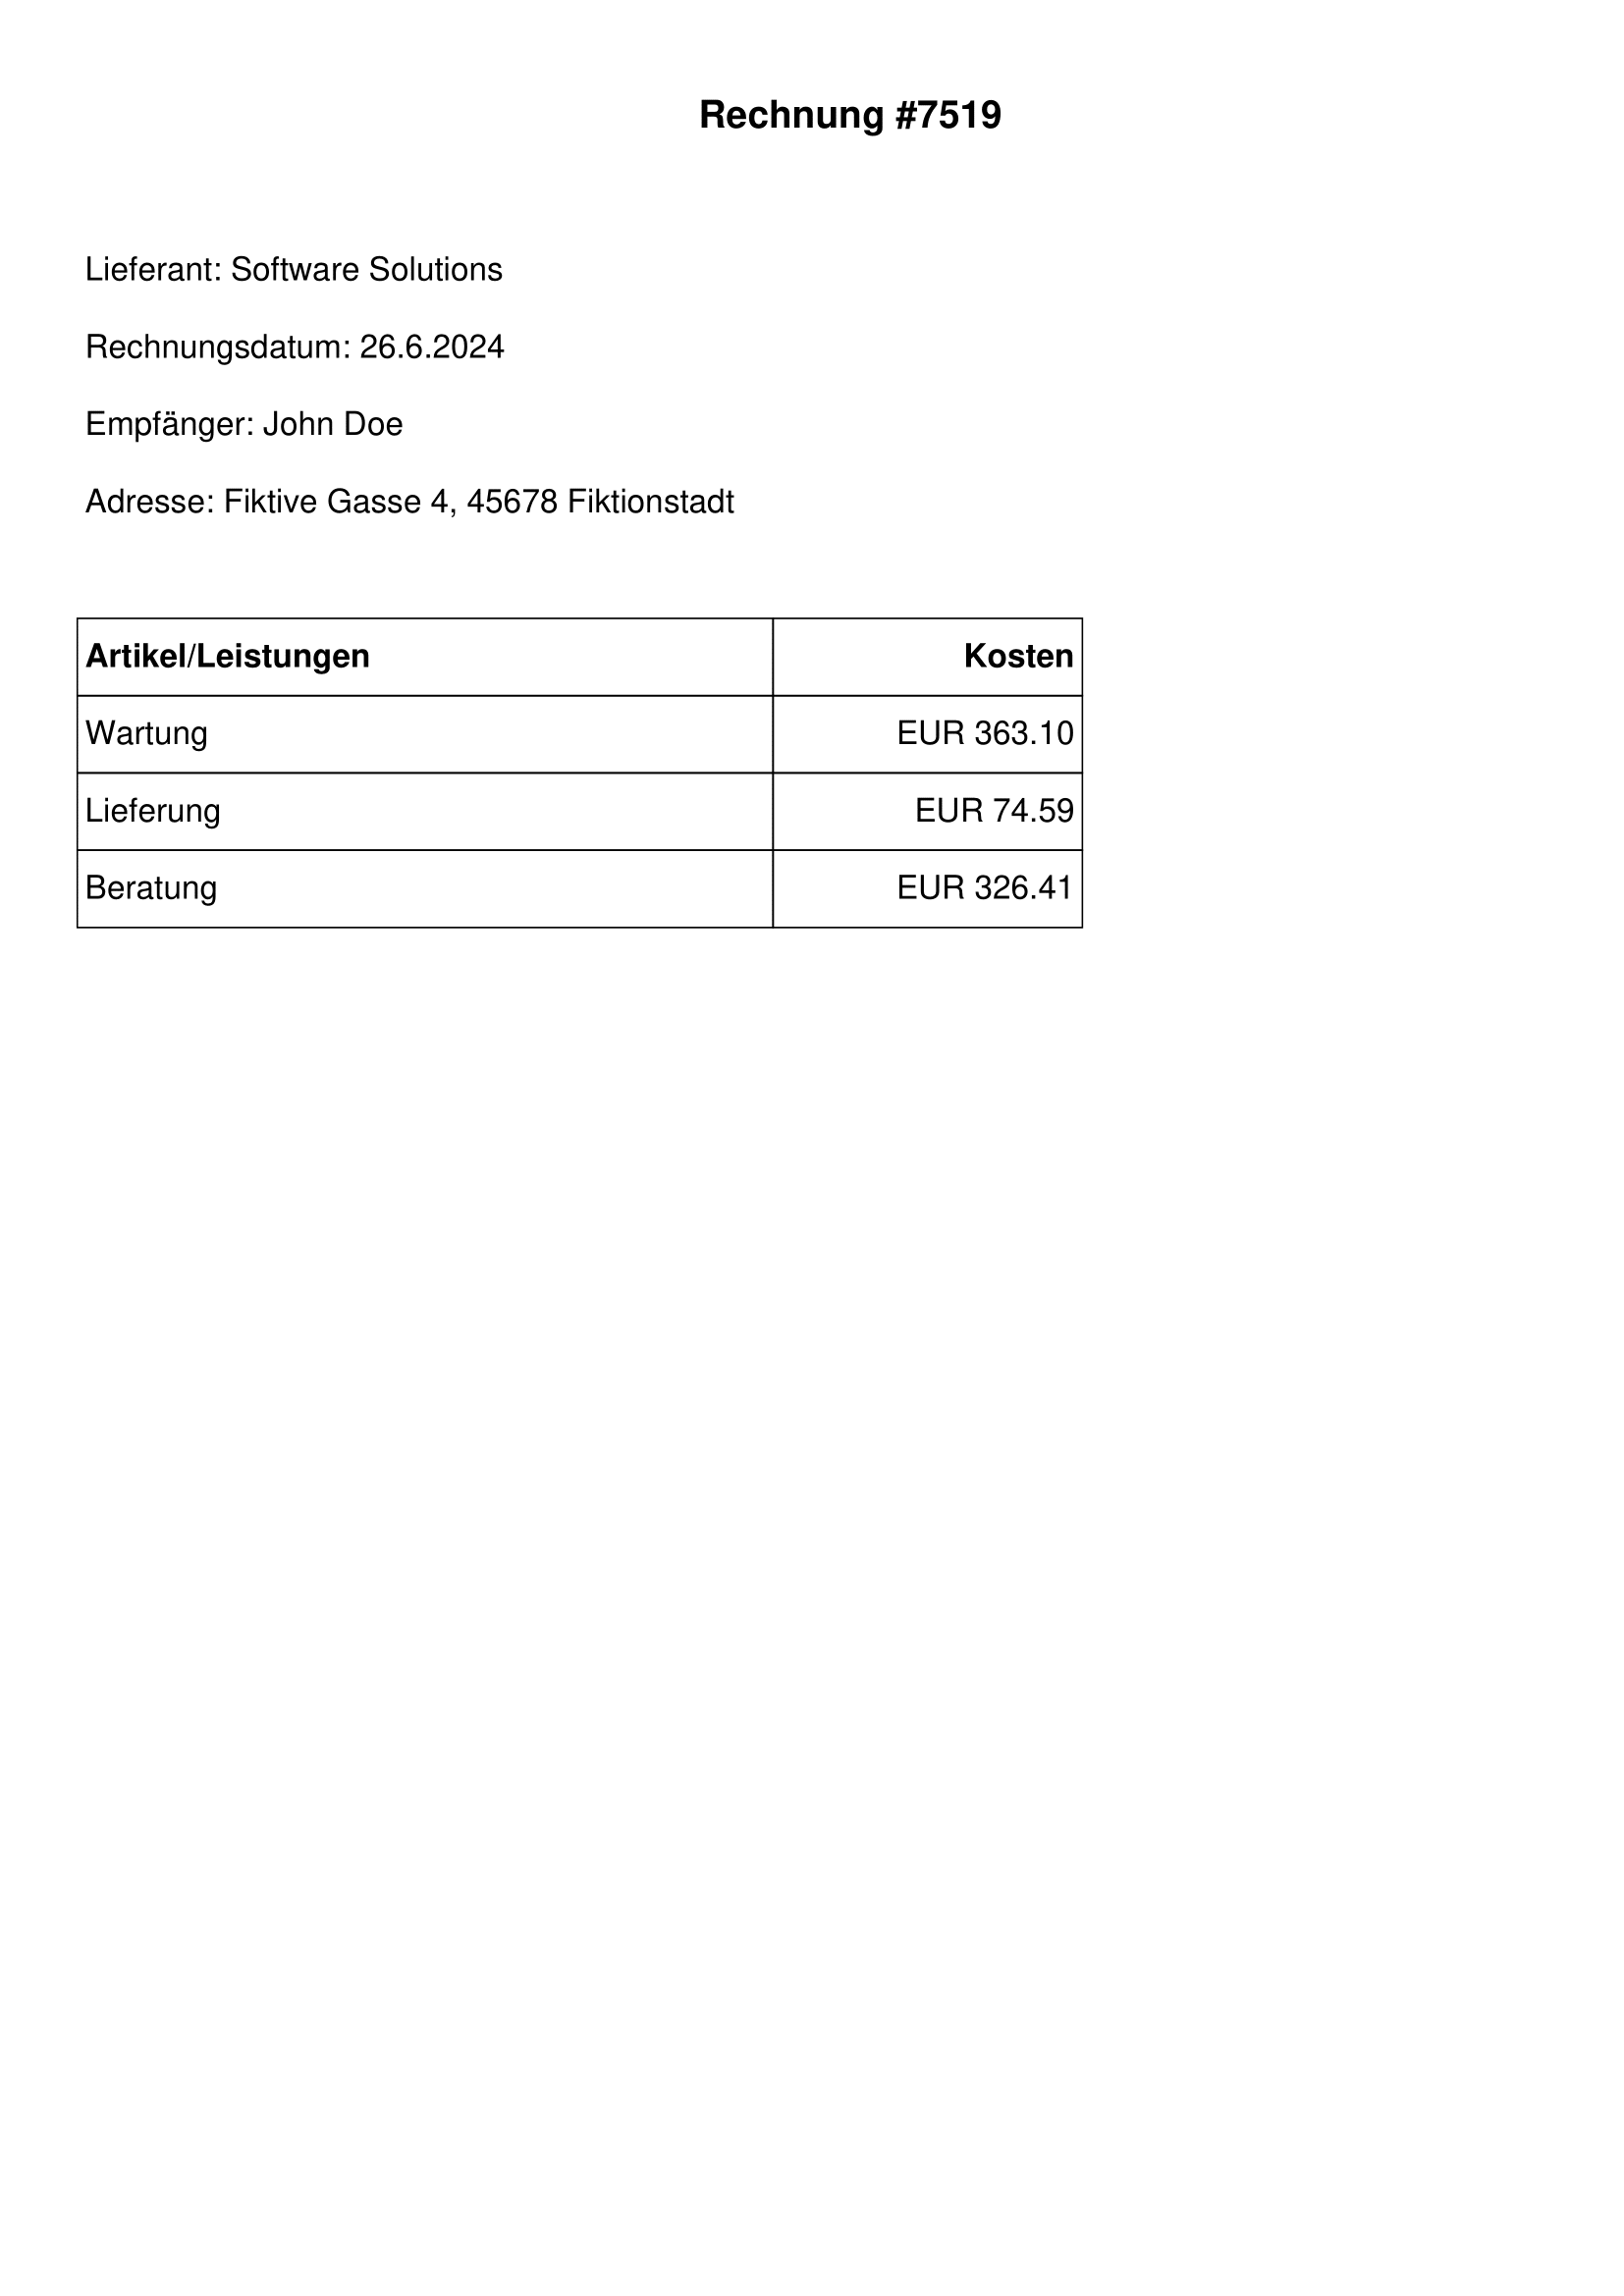 Rechnung #7519
Lieferant: Software Solutions
Rechnungsdatum: 26.6.2024
Empfänger: John Doe
Adresse: Fiktive Gasse 4, 45678 Fiktionstadt
Artikel/Leistungen Kosten
Wartung EUR 363.10
Lieferung EUR 74.59
Beratung EUR 326.41